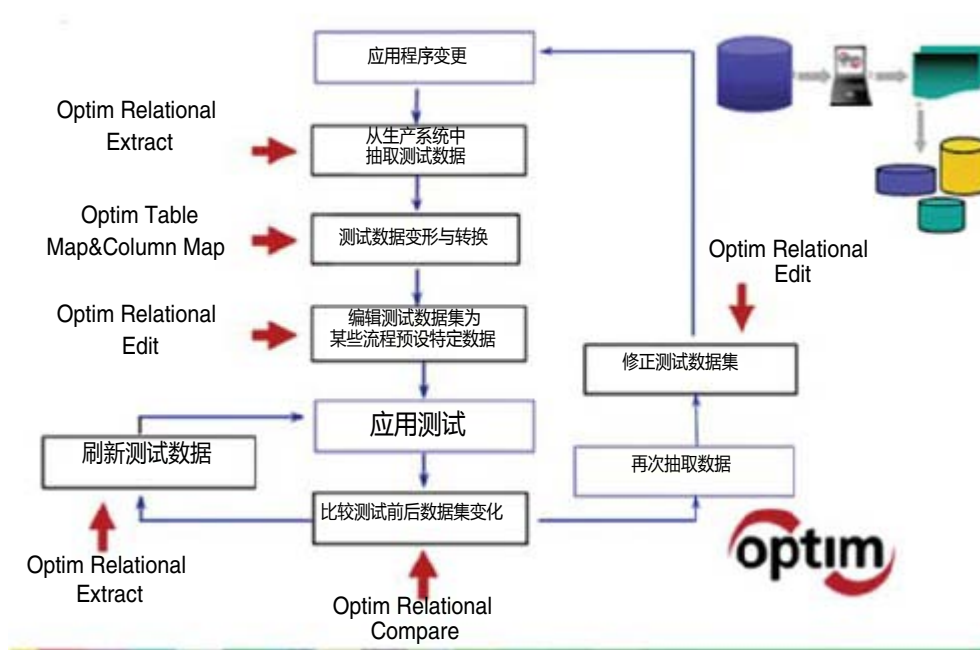 应用程序变更
Optim Relational
Extract
从生产系统中
抽取测试数据
Optim Table
Map&Column Map
测试数据变形与转换
Optim Relational
Edit
Optim Relational
Edit
编辑测试数据集为
某些流程预设特定数据
修正测试数据集
应用测试
刷新测试数据
再次抽取数据
比较测试前后数据集变化
optim
Optim Relational
Extract
Optim Relational
Compare